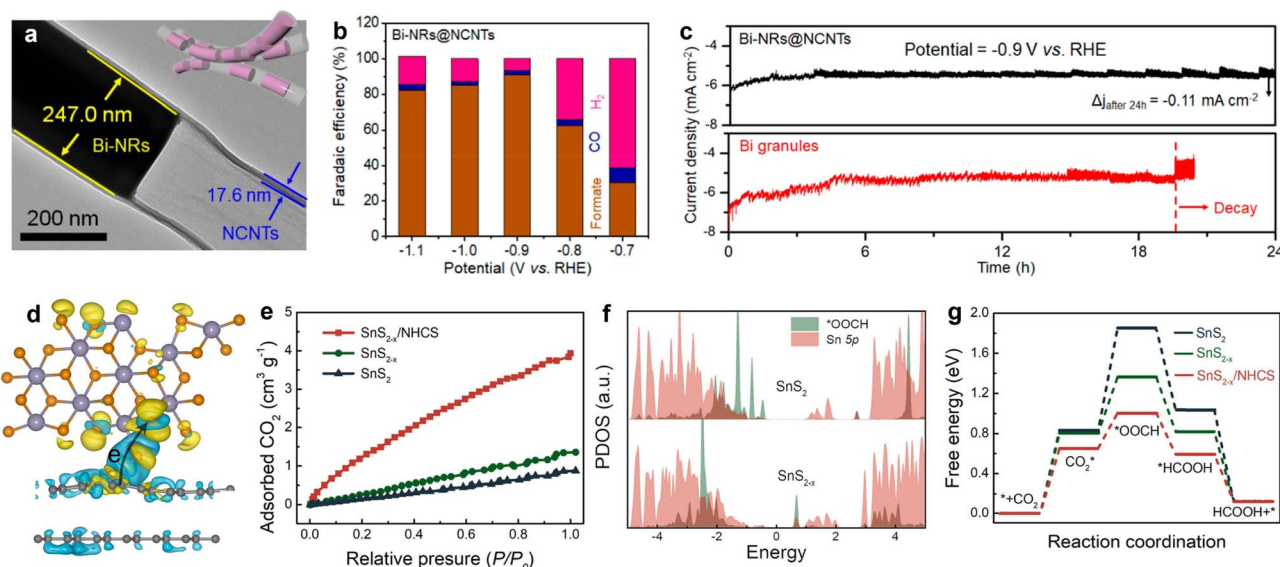 a
247.0 nm
Bi-NRs
17.6 nm
NCNTs
200 nm
b
Bi-NRs@NCNTs
Faradaic efficiency (%)
120
100
80
60
40
20
0
Formate
CO
H2
-1.1
-1.0
-0.9
-0.8
-0.7
Potential (V vs. RHE)
c
Bi-NRs@NCNTs
Potential = -0.9 V vs. RHE
Δjafter 24h = -0.11 mA cm-2
Current density (mA cm-2)
-4
-6
-8
Bi granules
-4
-6
-8
Decay
0
6
12
18
24
Time (h)
d
e
e
Adsorbed CO2 (cm3 g-1)
5
4
3
2
1
0
SnS2-x/NHCS
SnS2-x
SnS2
0.0
0.2
0.4
0.6
0.8
1.0
Relative presure (P/P0)
f
PDOS (a.u.)
*OOCH
Sn 5p
SnS2
SnS2-x
-4
-2
0
2
4
Energy
g
Free energy (eV)
2.0
1.6
1.2
0.8
0.4
0.0
SnS2
SnS2-x
SnS2-x/NHCS
*+CO2
CO2*
*OOCH
*HCOOH
HCOOH+*
Reaction coordination